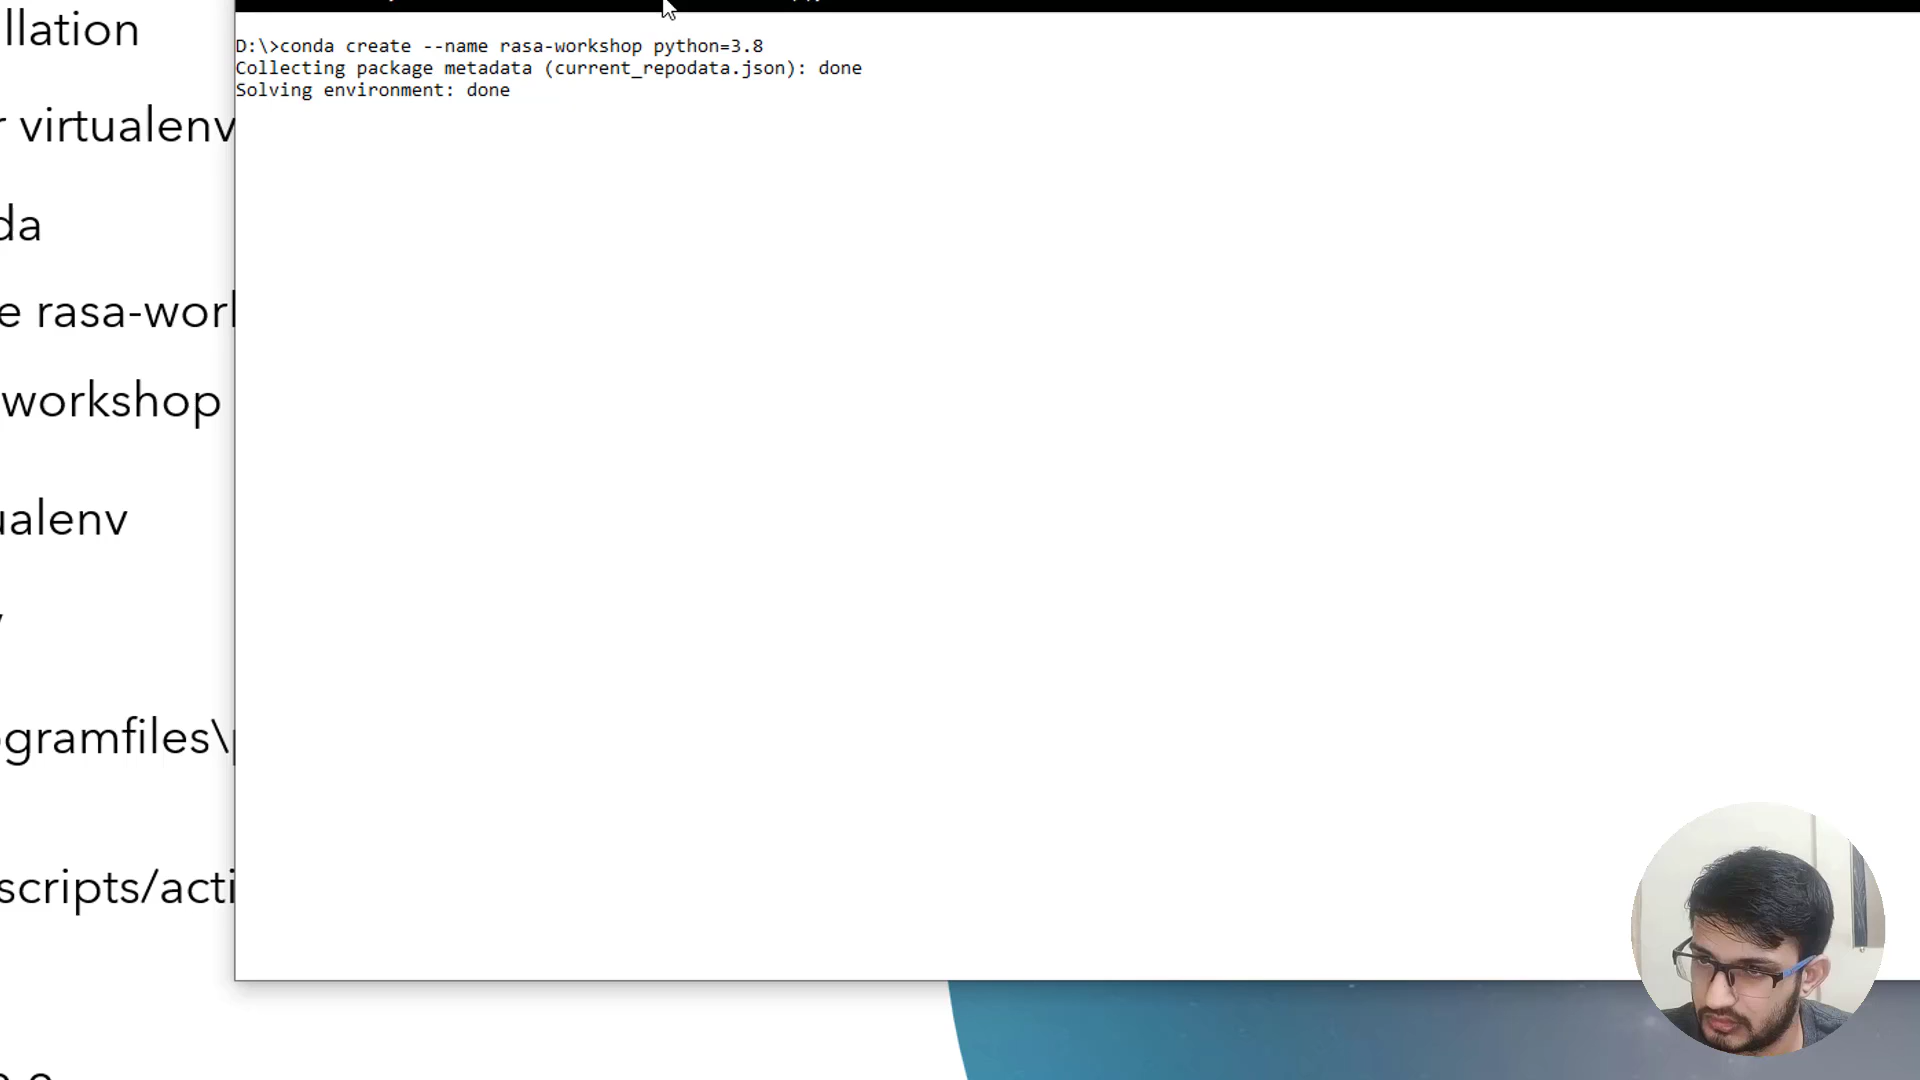 llation
r virtualenv
da
e rasa-work
workshop
ualenv
gramfiles\
scripts/acti
D:\>conda create --name rasa-workshop python=3.8
Collecting package metadata (current_repodata.json): done
Solving environment: done